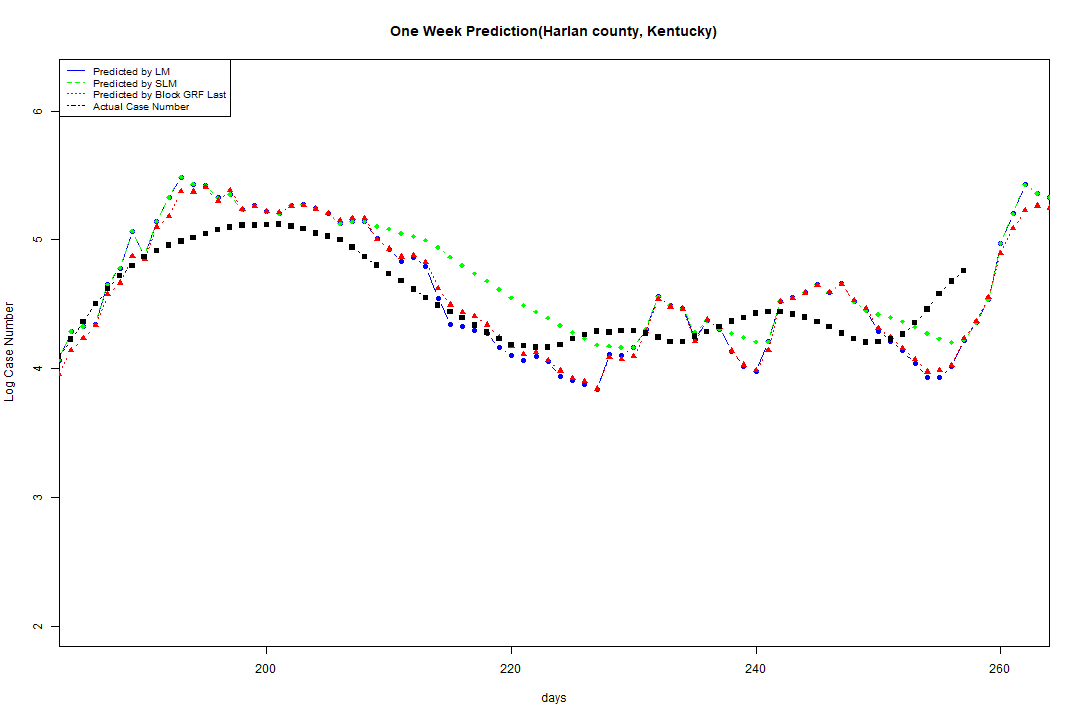 One Week Prediction(Harlan county, Kentucky)
Predicted by LM
Predicted by SLM
Predicted by Block GRF Last
Actual Case Number
6
5
4
3
2
Log Case Number
200 220 240 260
days